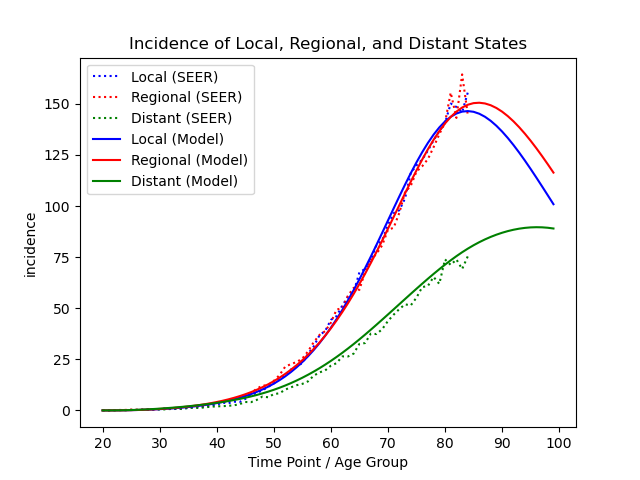 Incidence of Local, Regional, and Distant States
Local (SEER)
Regional (SEER)
Distant (SEER)
Local (Model)
Regional (Model)
Distant (Model)
incidence
150
125
100
75
50
25
0
20 30 40 50 60 70 80 90 100
Time Point / Age Group